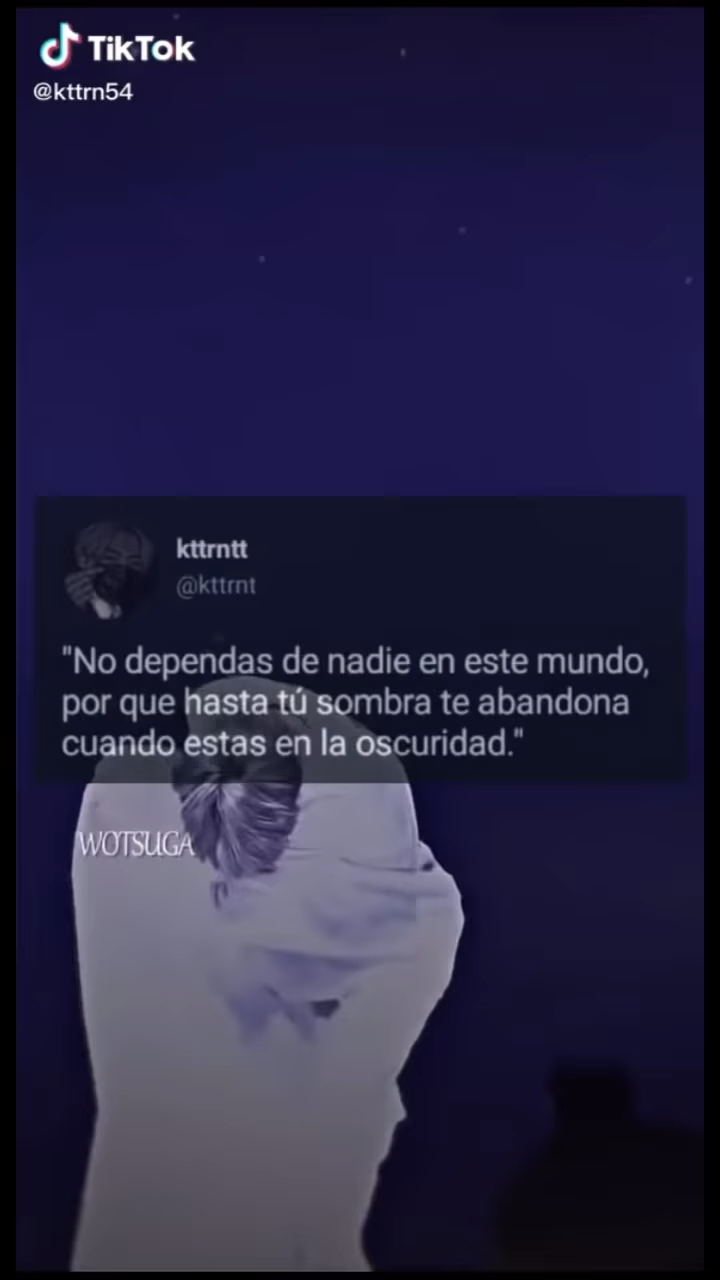 TikTok
@kttrn54
kttrntt
@kttrnt
"No dependas de nadie en este mundo,
por que hasta tú sombra te abandona
cuando estas en la oscuridad."
WOTSUGA